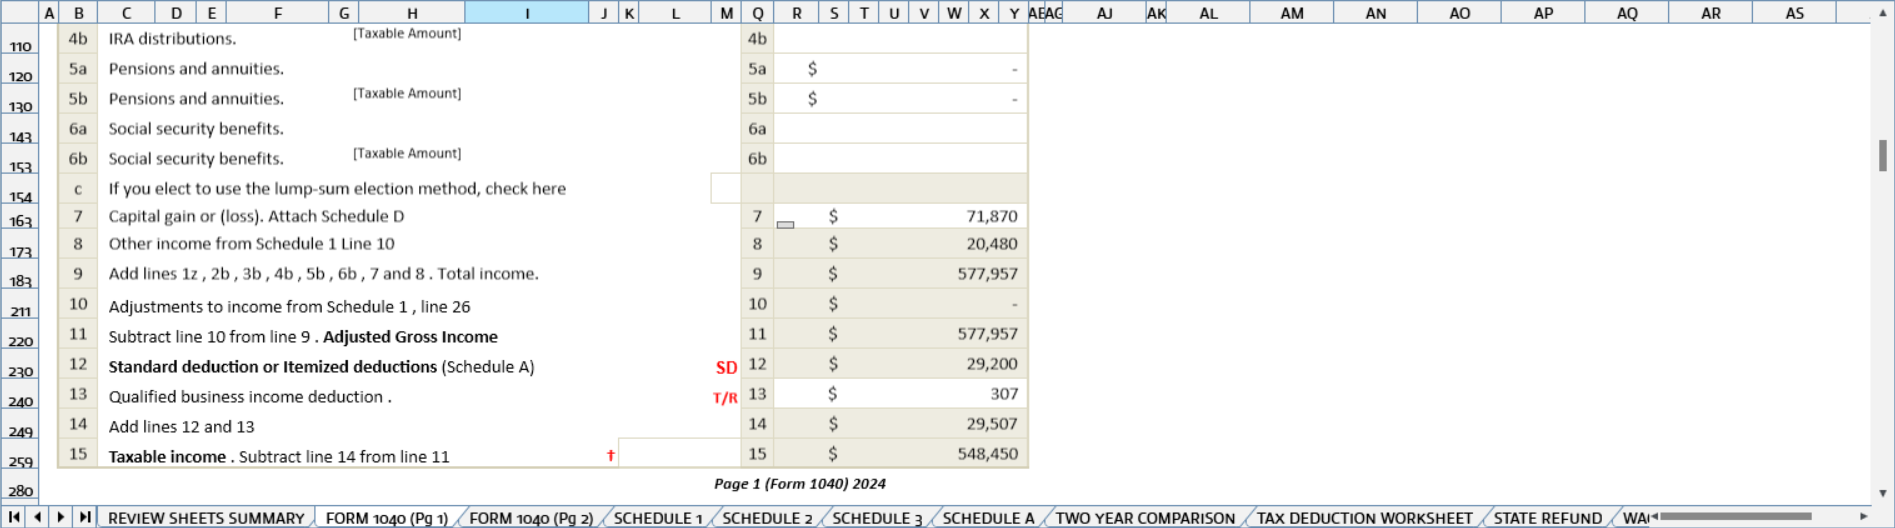 A B C D E F G H I J K L M Q R S T U V W X Y AE AG AJ AK AL AM AN AO AP AQ AR AS
110 4b IRA distributions. [Taxable Amount] 4b
120 5a Pensions and annuities. 5a $ -
130 5b Pensions and annuities. [Taxable Amount] 5b $ -
143 6a Social security benefits. 6a
153 6b Social security benefits. [Taxable Amount] 6b
154 c If you elect to use the lump-sum election method, check here
163 7 Capital gain or (loss). Attach Schedule D 7 $ 71,870
173 8 Other income from Schedule 1 Line 10 8 $ 20,480
183 9 Add lines 1z , 2b , 3b , 4b , 5b , 6b , 7 and 8 . Total income. 9 $ 577,957
211 10 Adjustments to income from Schedule 1 , line 26 10 $ -
220 11 Subtract line 10 from line 9 . Adjusted Gross Income 11 $ 577,957
230 12 Standard deduction or Itemized deductions (Schedule A) SD 12 $ 29,200
240 13 Qualified business income deduction . T/R 13 $ 307
249 14 Add lines 12 and 13 14 $ 29,507
259 15 Taxable income . Subtract line 14 from line 11 † 15 $ 548,450
280 Page 1 (Form 1040) 2024
REVIEW SHEETS SUMMARY FORM 1040 (Pg 1) FORM 1040 (Pg 2) SCHEDULE 1 SCHEDULE 2 SCHEDULE 3 SCHEDULE A TWO YEAR COMPARISON TAX DEDUCTION WORKSHEET STATE REFUND